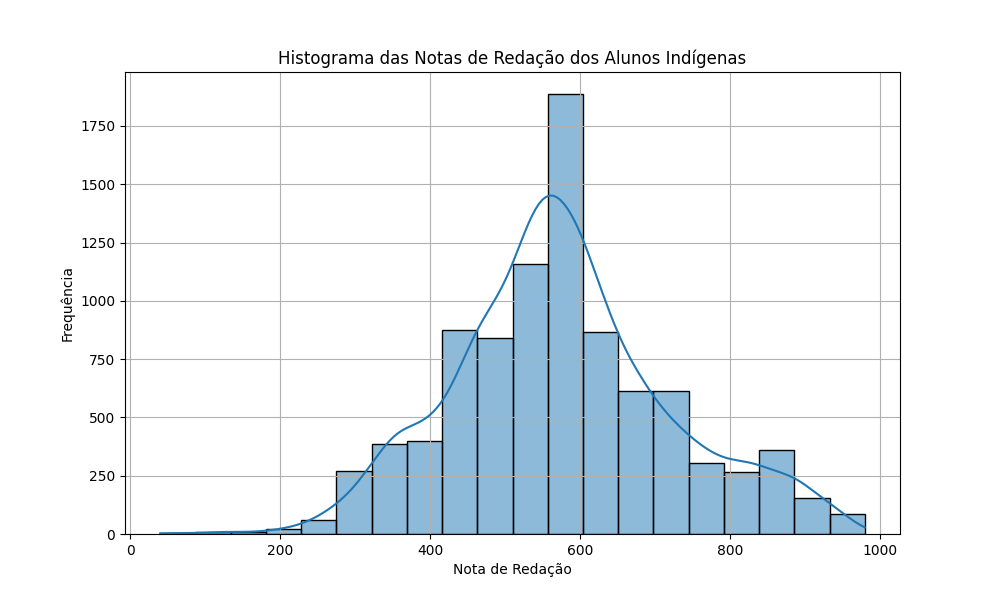 Histograma das Notas de Redação dos Alunos Indígenas
1750
1500
1250
1000
750
500
250
0
Frequência
0 200 400 600 800 1000
Nota de Redação